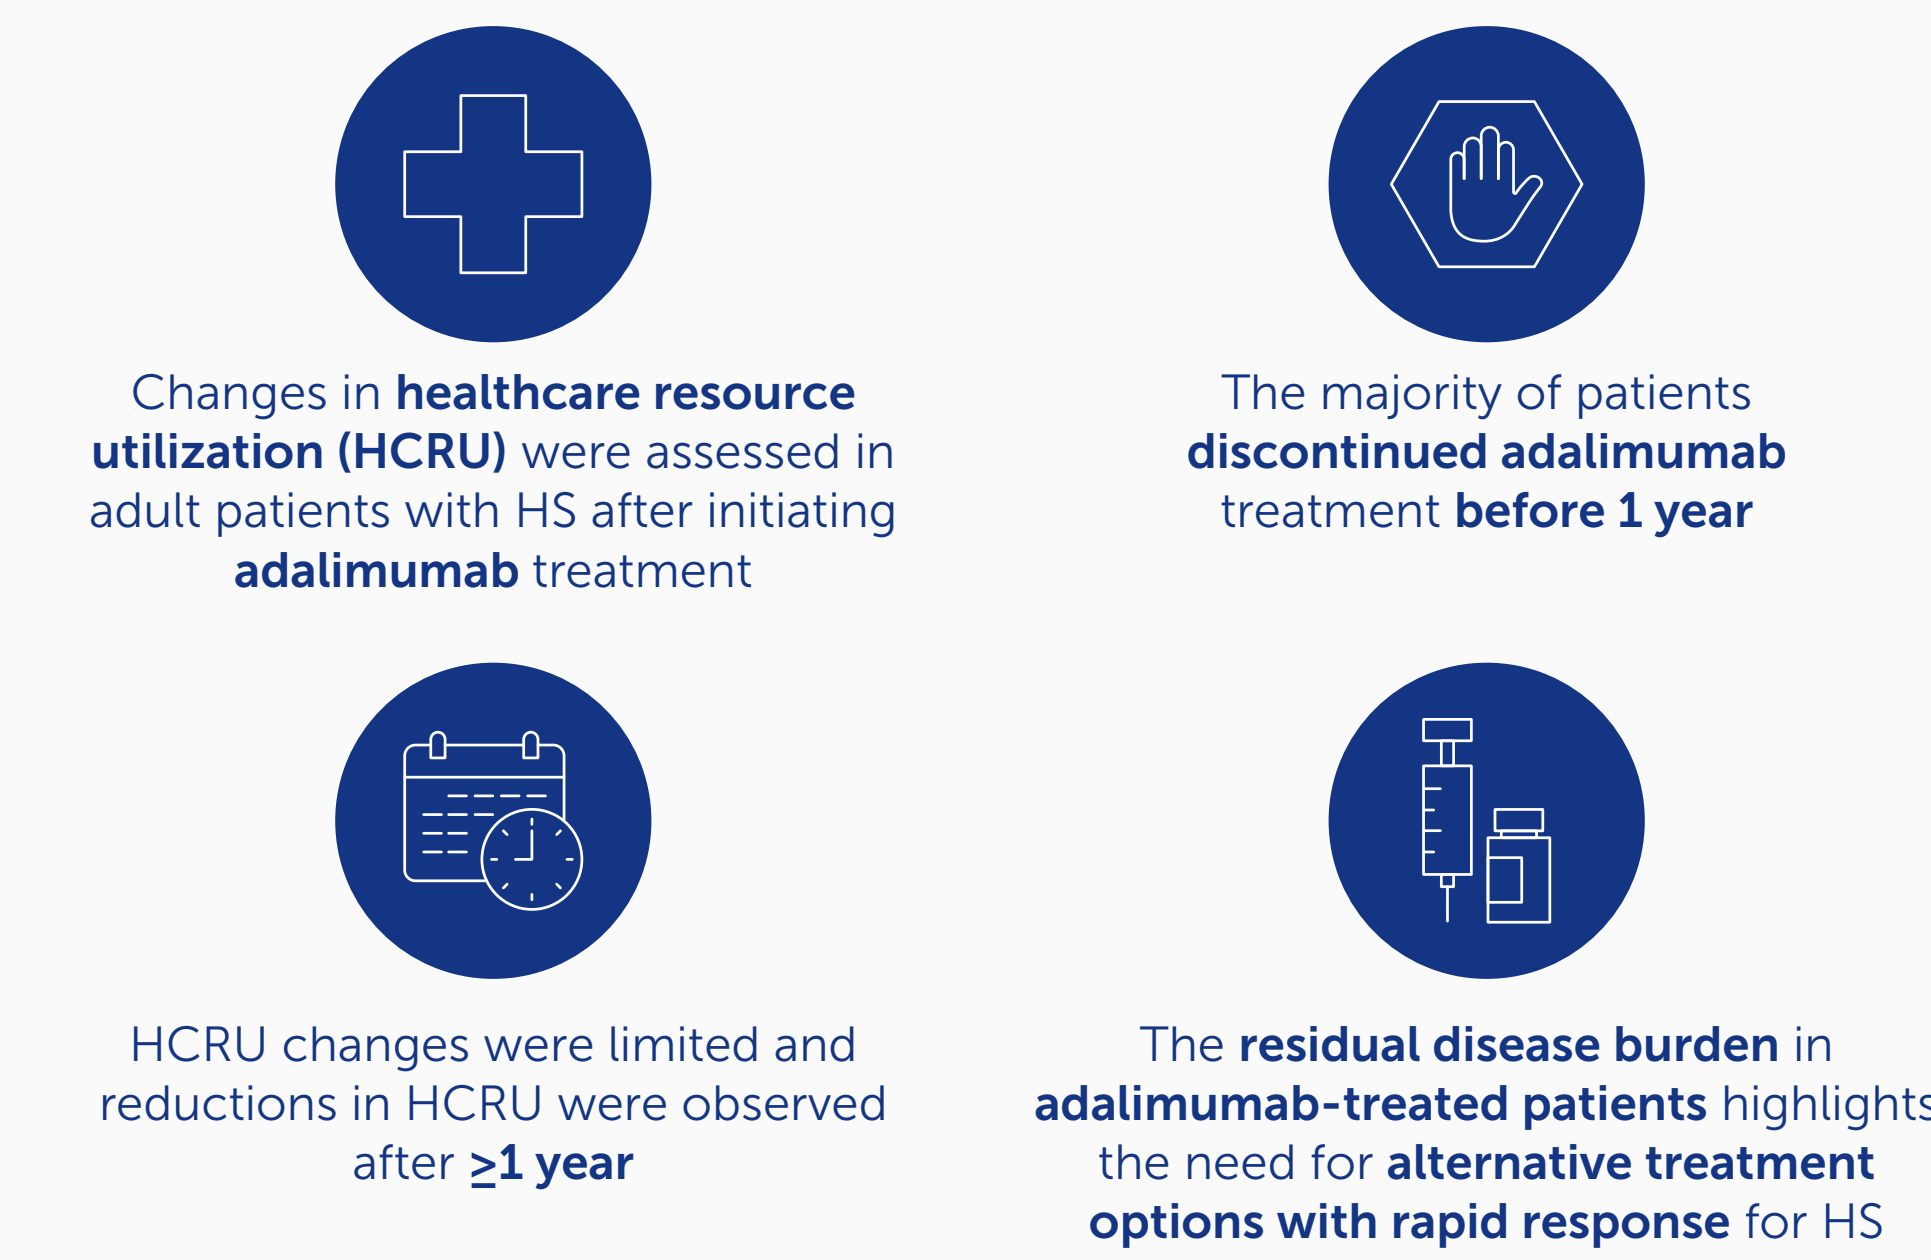 Changes in healthcare resource
utilization (HCRU) were assessed in
adult patients with HS after initiating
adalimumab treatment
The majority of patients
discontinued adalimumab
treatment before 1 year
HCRU changes were limited and
reductions in HCRU were observed
after ≥1 year
The residual disease burden in
adalimumab-treated patients highlights
the need for alternative treatment
options with rapid response for HS